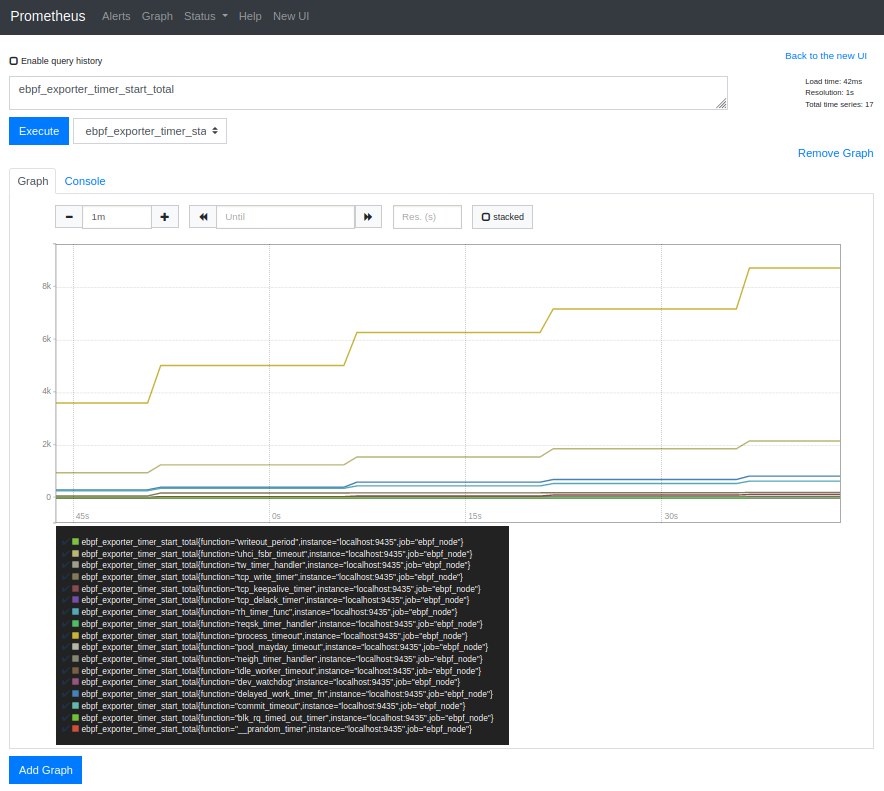 Prometheus Alerts Graph Status Help New UI
Enable query history
Back to the new UI
ebpf_exporter_timer_start_total
Load time: 42ms
Resolution: 1s
Total time series: 17
Execute ebpf_exporter_timer_sta
Remove Graph
Graph Console
1m Until Res. (s) stacked
8k
6k
4k
2k
0
45s 0s 15s 30s
ebpf_exporter_timer_start_total{function="writeout_period",instance="localhost:9435",job="ebpf_node"}
ebpf_exporter_timer_start_total{function="uhci_fsbr_timeout",instance="localhost:9435",job="ebpf_node"}
ebpf_exporter_timer_start_total{function="tw_timer_handler",instance="localhost:9435",job="ebpf_node"}
ebpf_exporter_timer_start_total{function="tcp_write_timer",instance="localhost:9435",job="ebpf_node"}
ebpf_exporter_timer_start_total{function="tcp_keepalive_timer",instance="localhost:9435",job="ebpf_node"}
ebpf_exporter_timer_start_total{function="tcp_delack_timer",instance="localhost:9435",job="ebpf_node"}
ebpf_exporter_timer_start_total{function="rh_timer_func",instance="localhost:9435",job="ebpf_node"}
ebpf_exporter_timer_start_total{function="reqsk_timer_handler",instance="localhost:9435",job="ebpf_node"}
ebpf_exporter_timer_start_total{function="process_timeout",instance="localhost:9435",job="ebpf_node"}
ebpf_exporter_timer_start_total{function="pool_mayday_timeout",instance="localhost:9435",job="ebpf_node"}
ebpf_exporter_timer_start_total{function="neigh_timer_handler",instance="localhost:9435",job="ebpf_node"}
ebpf_exporter_timer_start_total{function="idle_worker_timeout",instance="localhost:9435",job="ebpf_node"}
ebpf_exporter_timer_start_total{function="dev_watchdog",instance="localhost:9435",job="ebpf_node"}
ebpf_exporter_timer_start_total{function="delayed_work_timer_fn",instance="localhost:9435",job="ebpf_node"}
ebpf_exporter_timer_start_total{function="commit_timeout",instance="localhost:9435",job="ebpf_node"}
ebpf_exporter_timer_start_total{function="blk_rq_timed_out_timer",instance="localhost:9435",job="ebpf_node"}
ebpf_exporter_timer_start_total{function="__prandom_timer",instance="localhost:9435",job="ebpf_node"}
Add Graph